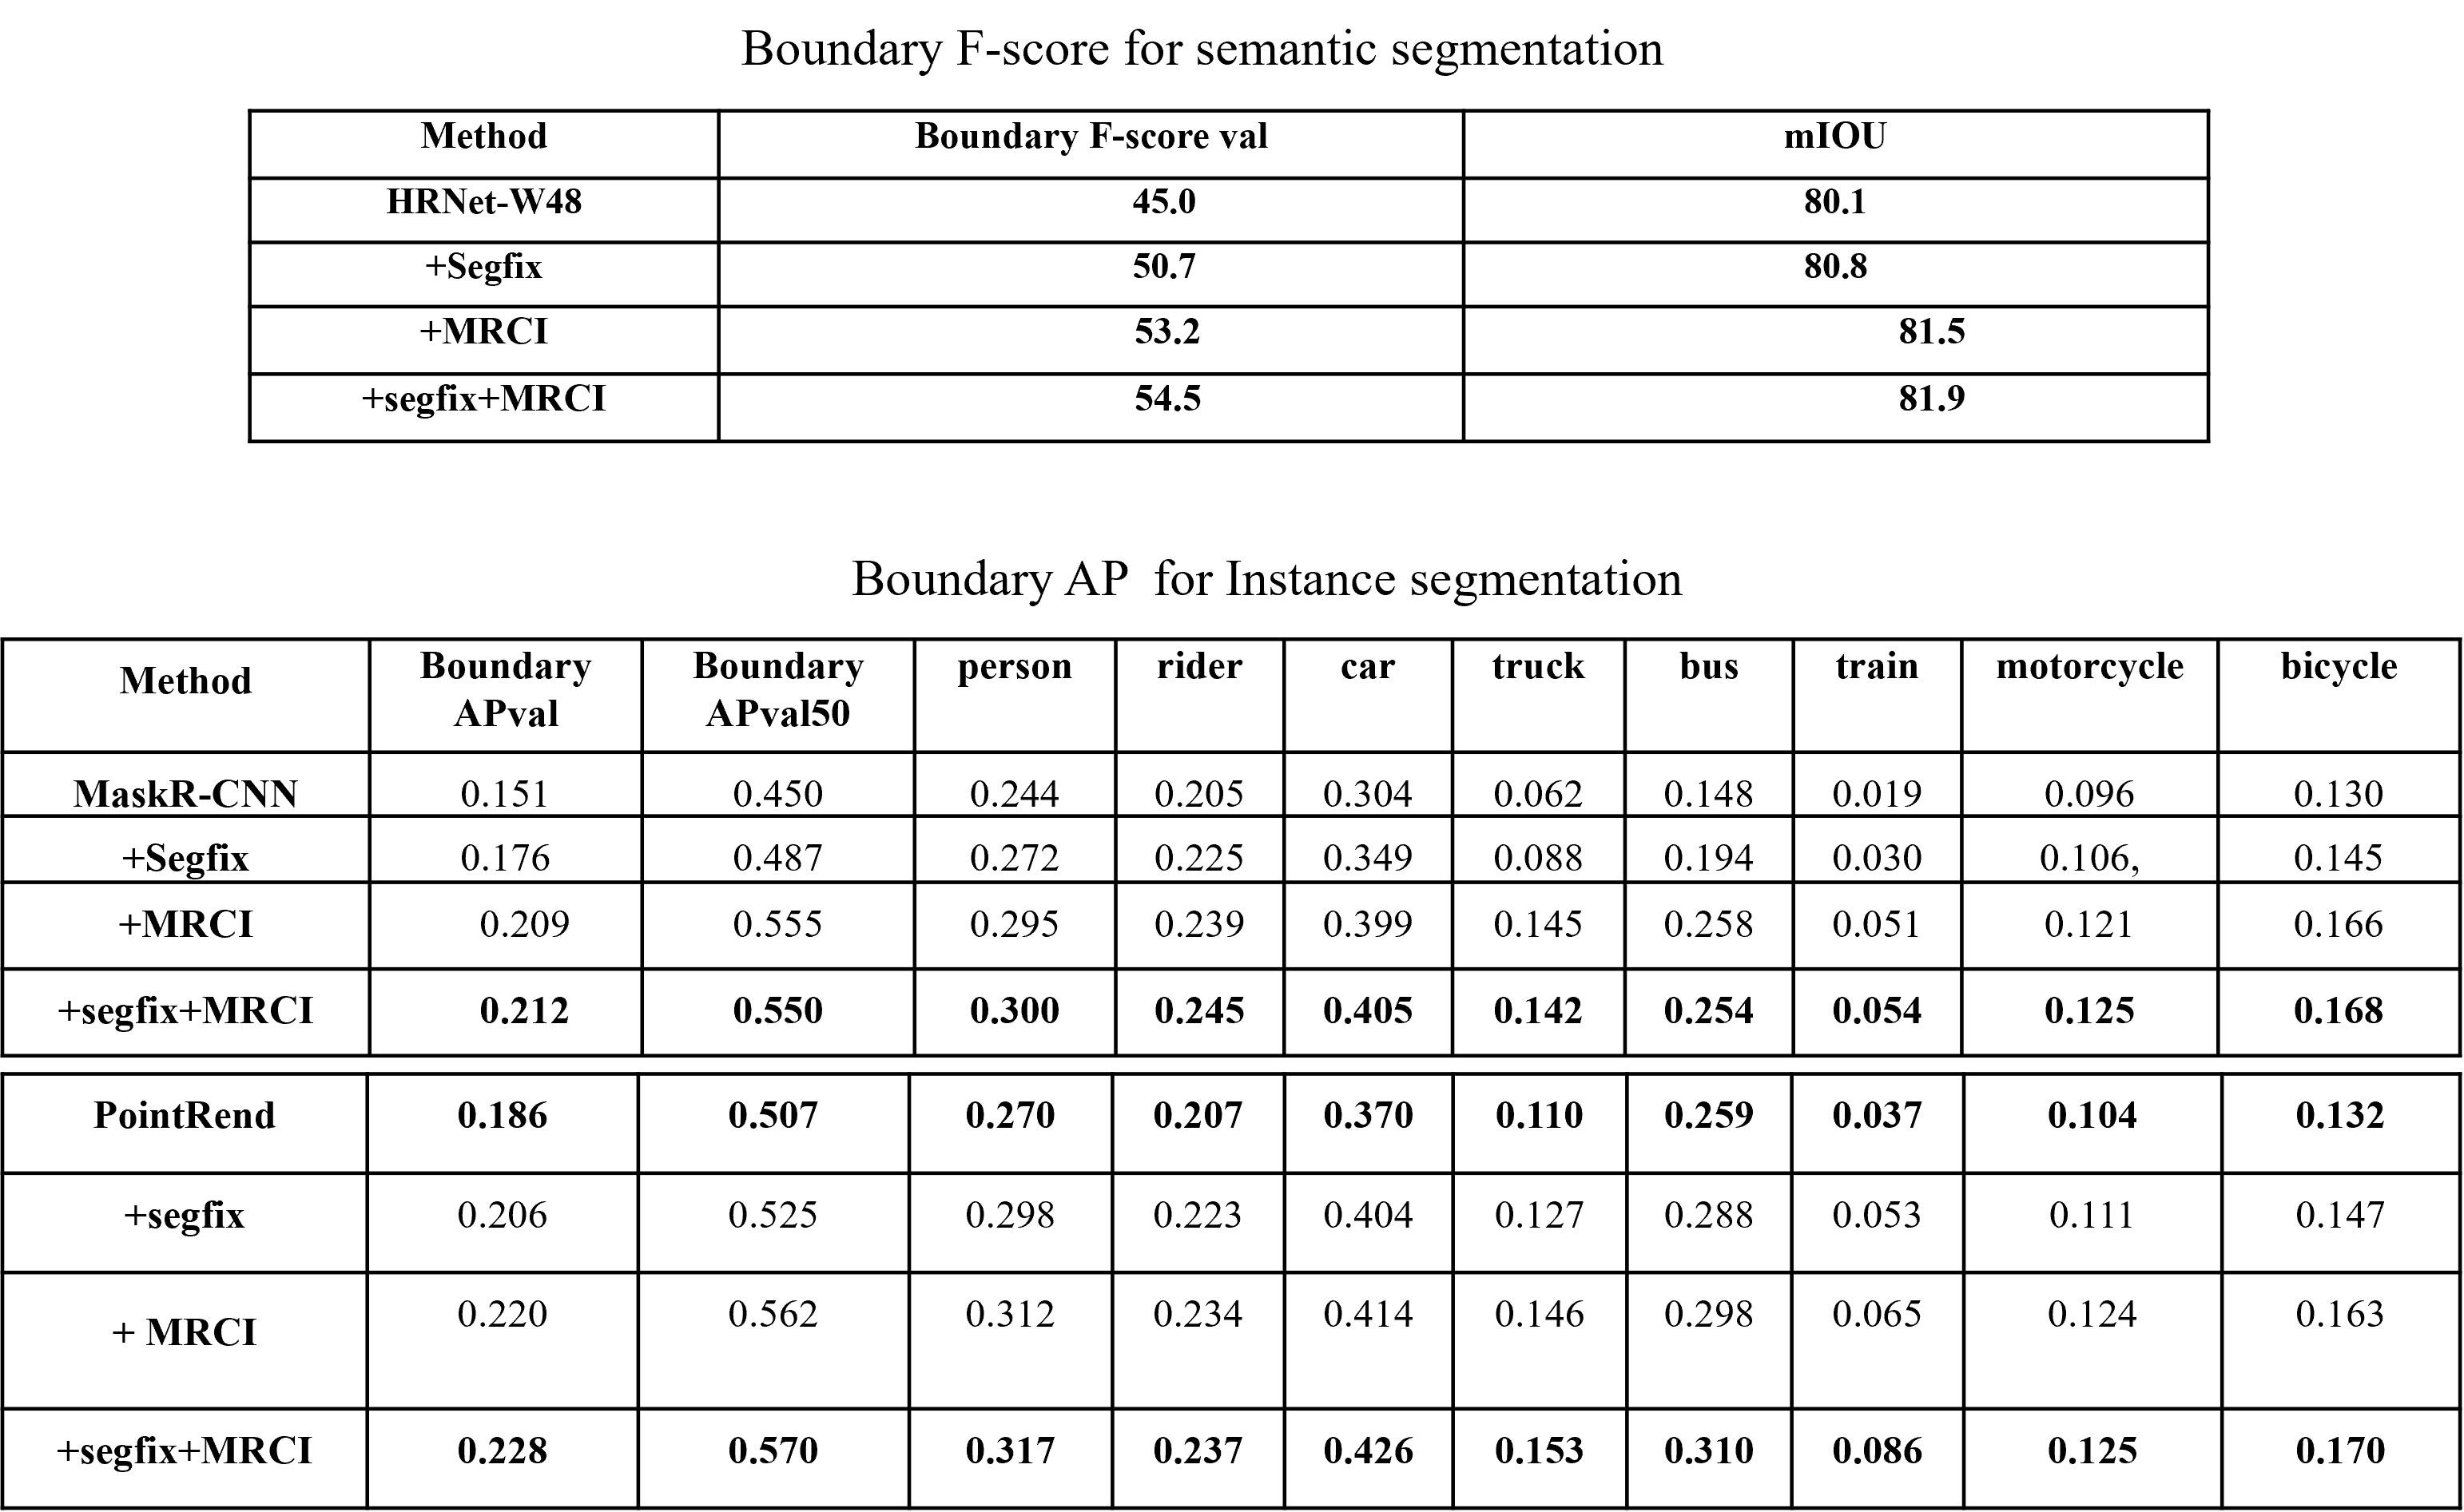 Boundary F-score for semantic segmentation
Method Boundary F-score val mIOU
HRNet-W48 45.0 80.1
+Segfix 50.7 80.8
+MRCI 53.2 81.5
+segfix+MRCI 54.5 81.9
Boundary AP for Instance segmentation
Method Boundary APval Boundary APval50 person rider car truck bus train motorcycle bicycle
MaskR-CNN 0.151 0.450 0.244 0.205 0.304 0.062 0.148 0.019 0.096 0.130
+Segfix 0.176 0.487 0.272 0.225 0.349 0.088 0.194 0.030 0.106, 0.145
+MRCI 0.209 0.555 0.295 0.239 0.399 0.145 0.258 0.051 0.121 0.166
+segfix+MRCI 0.212 0.550 0.300 0.245 0.405 0.142 0.254 0.054 0.125 0.168
PointRend 0.186 0.507 0.270 0.207 0.370 0.110 0.259 0.037 0.104 0.132
+segfix 0.206 0.525 0.298 0.223 0.404 0.127 0.288 0.053 0.111 0.147
+ MRCI 0.220 0.562 0.312 0.234 0.414 0.146 0.298 0.065 0.124 0.163
+segfix+MRCI 0.228 0.570 0.317 0.237 0.426 0.153 0.310 0.086 0.125 0.170